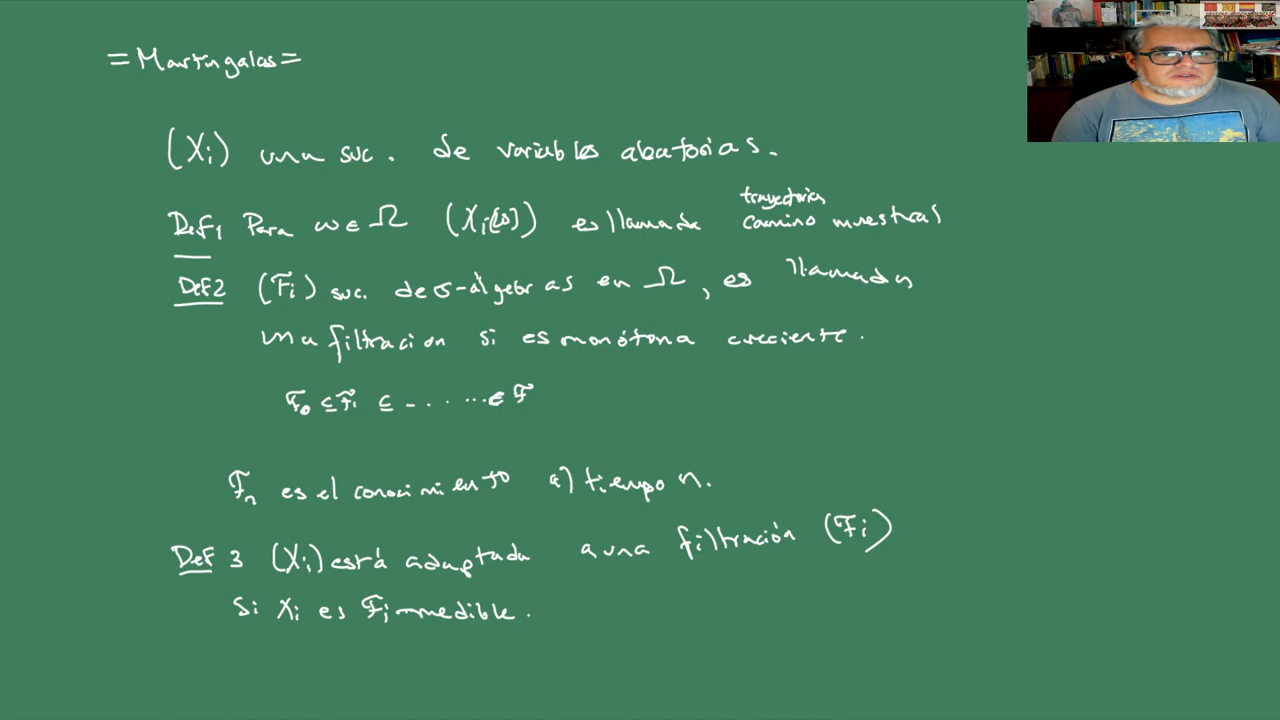 = Martingalas =
(Xi) una suc. de variables aleatorias.
trayectoria
Def1 Para ω ∈ Ω (Xi(ω)) es llamada camino muestral
Def2 (Fi) suc. de σ-álgebras en Ω, es llamada
una filtracion si es monótona creciente.
F0 ⊆ F1 ⊆ - . . . ... ⊆ F
Fn es el conocimiento al tiempo n.
Def 3 (Xi) está adaptada a una filtración (Fi)
Si Xi es Fi-medible.